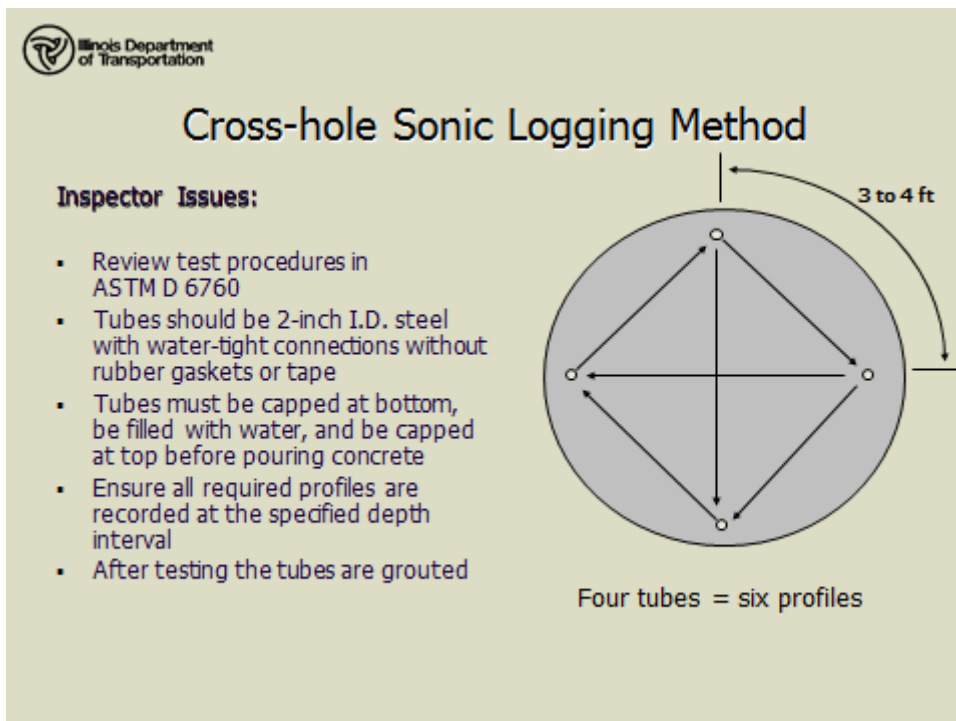 Illinois Department
of Transportation
Cross-hole Sonic Logging Method
Inspector Issues:
▪ Review test procedures in
ASTM D 6760
▪ Tubes should be 2-inch I.D. steel
with water-tight connections without
rubber gaskets or tape
▪ Tubes must be capped at bottom,
be filled with water, and be capped
at top before pouring concrete
▪ Ensure all required profiles are
recorded at the specified depth
interval
▪ After testing the tubes are grouted
3 to 4 ft
Four tubes = six profiles